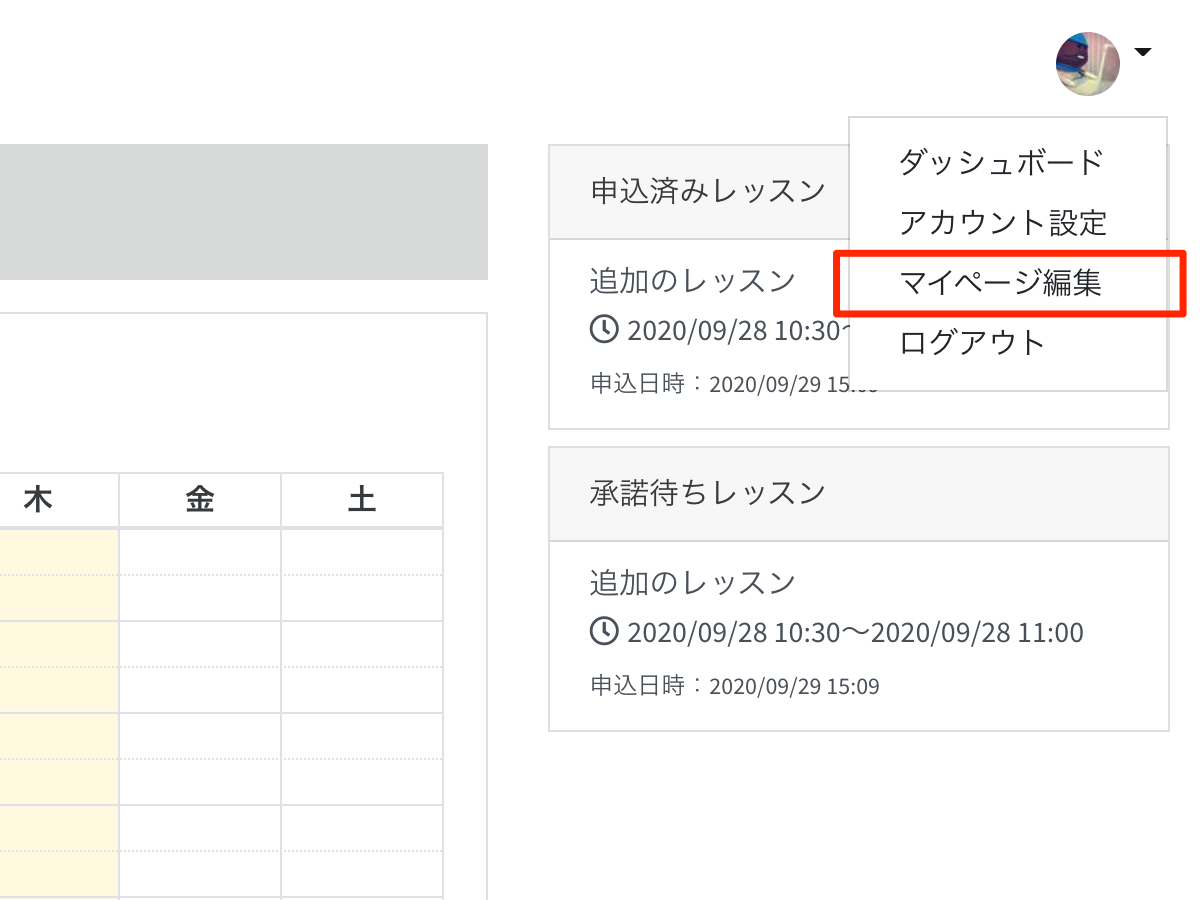 ダッシュボード
アカウント設定
マイページ編集
ログアウト
申込済みレッスン
追加のレッスン
2020/09/28 10:30～
申込日時：2020/09/29 15:09
承諾待ちレッスン
追加のレッスン
2020/09/28 10:30～2020/09/28 11:00
申込日時：2020/09/29 15:09
木 金 土